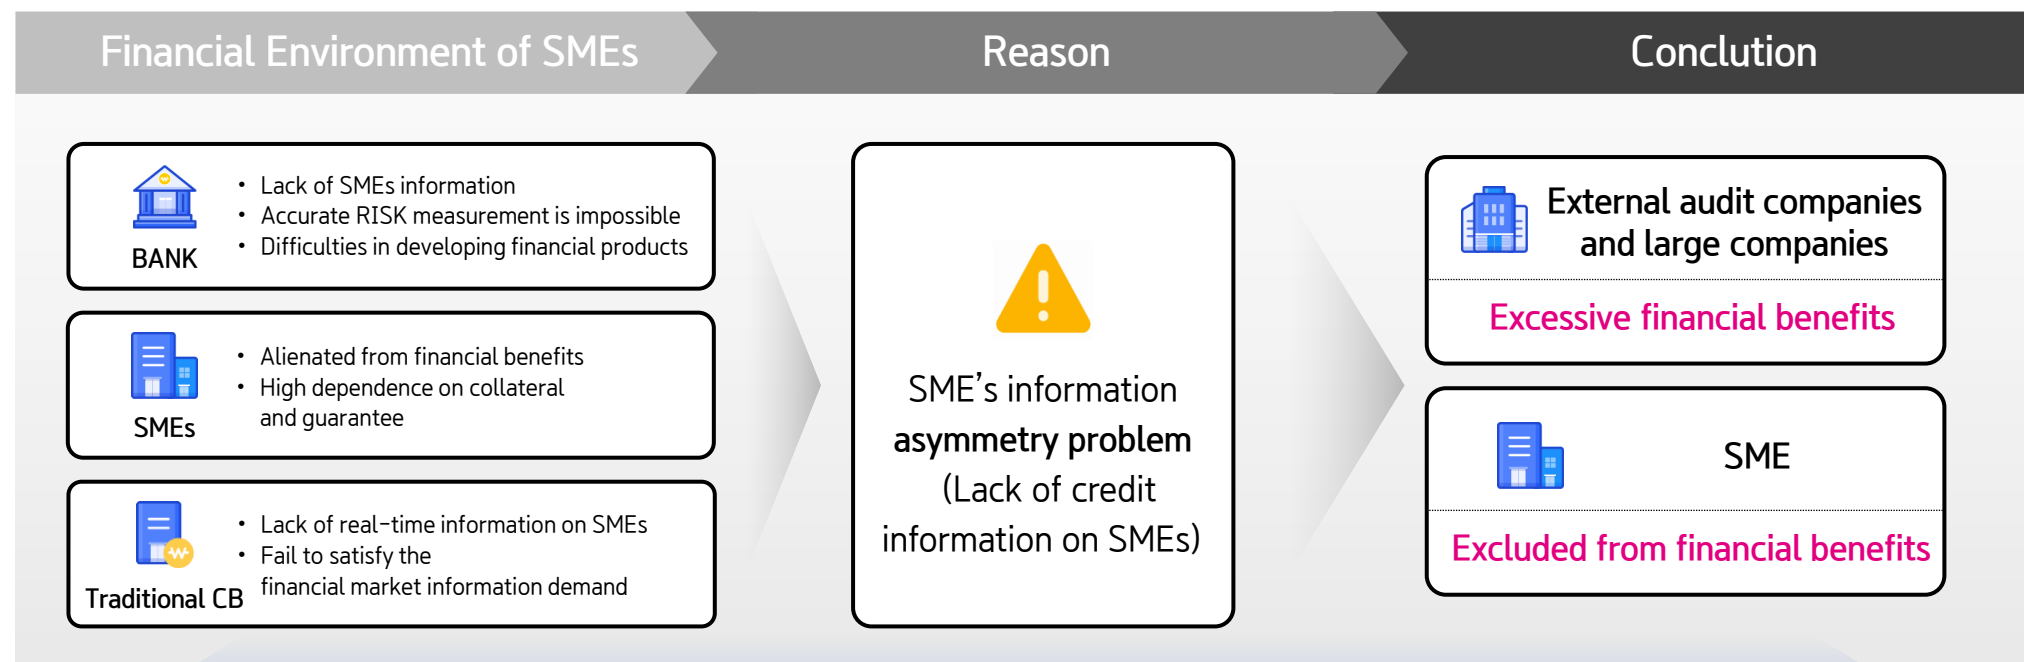 Financial Environment of SMEs
Reason
Conclution
BANK
• Lack of SMEs information
• Accurate RISK measurement is impossible
• Difficulties in developing financial products
SMEs
• Alienated from financial benefits
• High dependence on collateral
and guarantee
Traditional CB
• Lack of real-time information on SMEs
• Fail to satisfy the
financial market information demand
SME’s information
asymmetry problem
(Lack of credit
information on SMEs)
External audit companies
and large companies
Excessive financial benefits
SME
Excluded from financial benefits